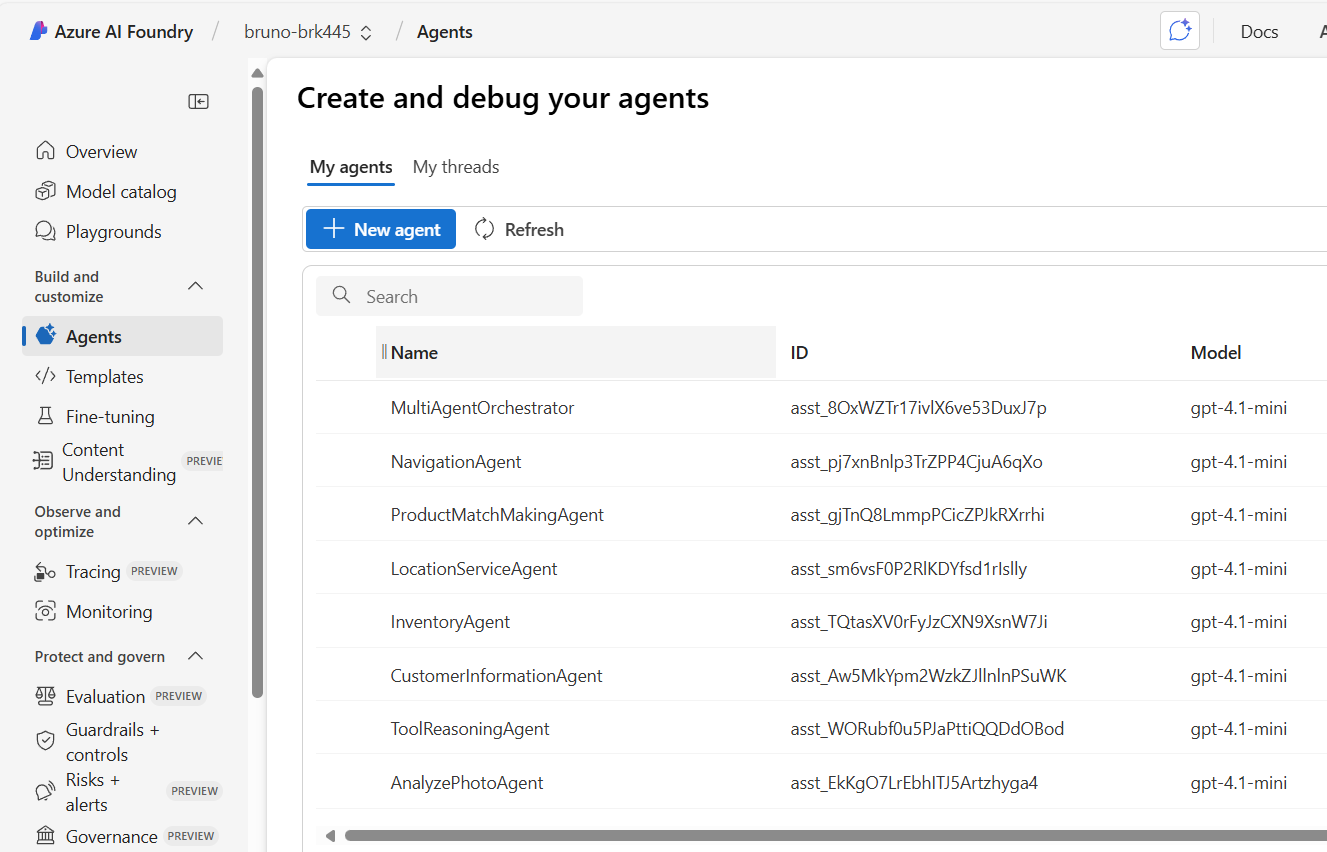 Azure AI Foundry / bruno-brk445 / Agents Docs
Create and debug your agents
My agents My threads
New agent Refresh
Search
Name ID Model
MultiAgentOrchestrator asst_8OxWZTr17ivlX6ve53DuxJ7p gpt-4.1-mini
NavigationAgent asst_pj7xnBnlp3TrZPP4CjuA6qXo gpt-4.1-mini
ProductMatchMakingAgent asst_gjTnQ8LmmpPCicZPJkRXrrhi gpt-4.1-mini
LocationServiceAgent asst_sm6vsF0P2RlKDYfsd1rIslly gpt-4.1-mini
InventoryAgent asst_TQtasXV0rFyJzCXN9XsnW7Ji gpt-4.1-mini
CustomerInformationAgent asst_Aw5MkYpm2WzkZJllnlnPSuWK gpt-4.1-mini
ToolReasoningAgent asst_WORubf0u5PJaPttiQQDdOBod gpt-4.1-mini
AnalyzePhotoAgent asst_EkKgO7LrEbhITJ5Artzhyga4 gpt-4.1-mini
Overview
Model catalog
Playgrounds
Build and
customize
Agents
Templates
Fine-tuning
Content
Understanding PREVIE
Observe and
optimize
Tracing PREVIEW
Monitoring
Protect and govern
Evaluation PREVIEW
Guardrails +
controls
Risks +
alerts PREVIEW
Governance PREVIEW